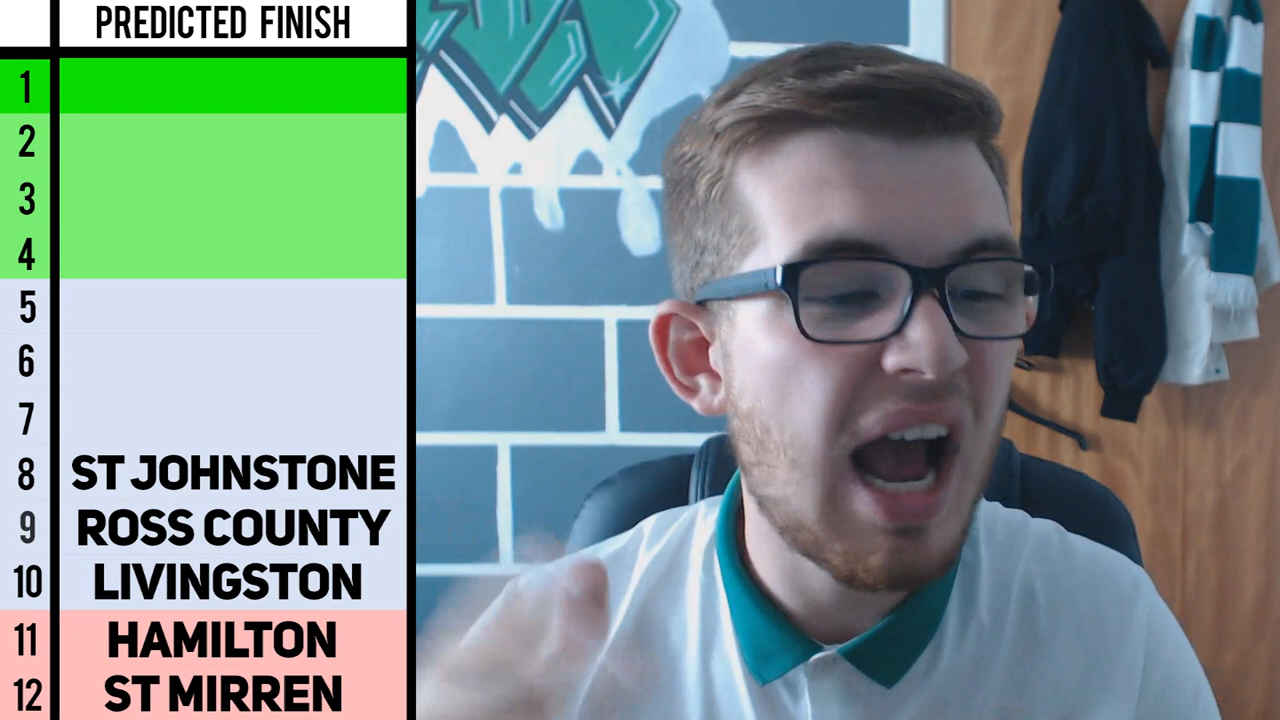 PREDICTED FINISH
1
2
3
4
5
6
7
8 ST JOHNSTONE
9 ROSS COUNTY
10 LIVINGSTON
11 HAMILTON
12 ST MIRREN